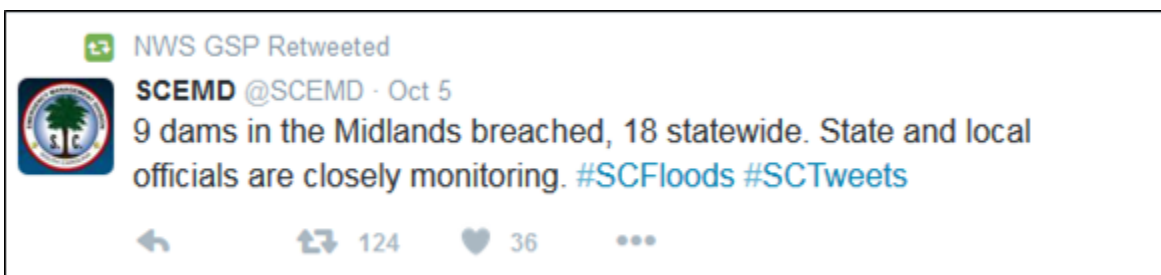 NWS GSP Retweeted
SCEMD @SCEMD · Oct 5
9 dams in the Midlands breached, 18 statewide. State and local
officials are closely monitoring. #SCFloods #SCTweets
124 36
S. C.